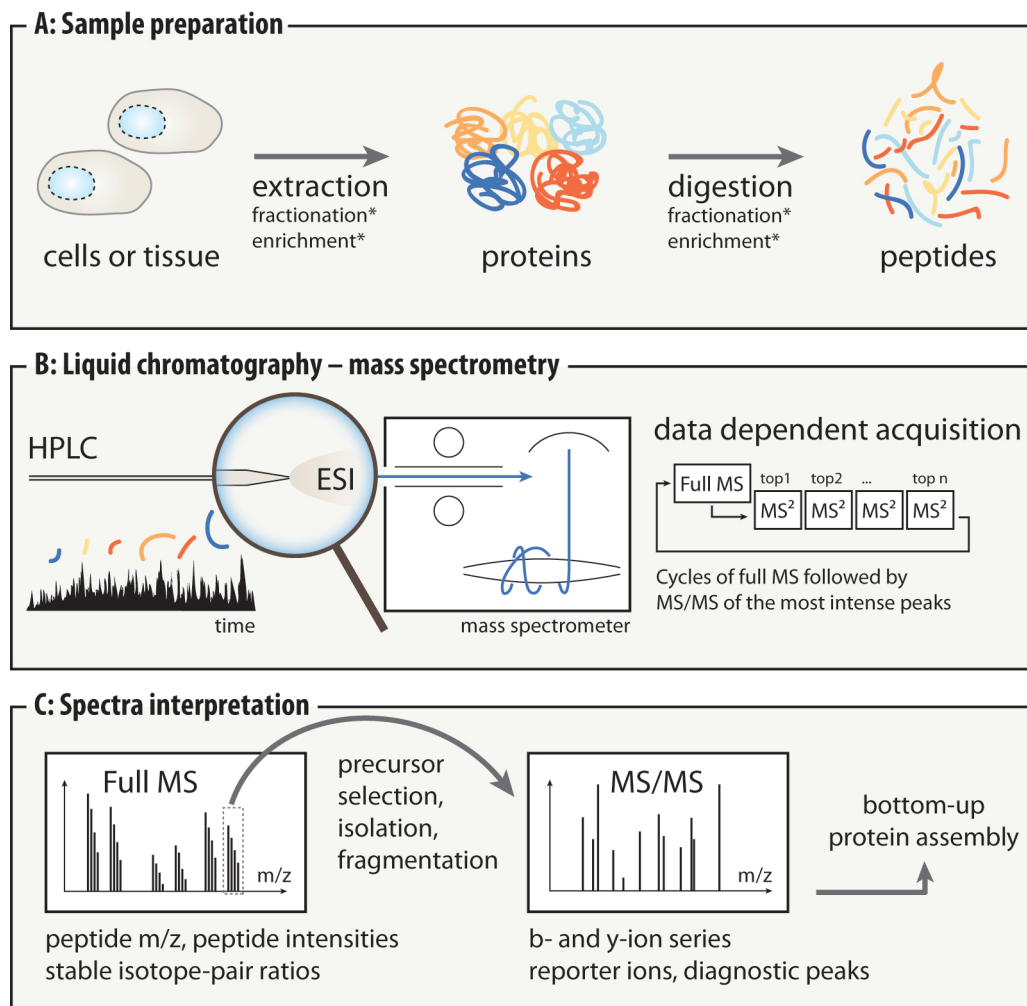 A: Sample preparation
extraction
fractionation*
enrichment*
digestion
fractionation*
enrichment*
cells or tissue
proteins
peptides
B: Liquid chromatography – mass spectrometry
HPLC
ESI
time
mass spectrometer
data dependent acquisition
Full MS
top1
top2
...
top n
MS²
MS²
MS²
MS²
Cycles of full MS followed by
MS/MS of the most intense peaks
C: Spectra interpretation
Full MS
m/z
peptide m/z, peptide intensities
stable isotope-pair ratios
precursor
selection,
isolation,
fragmentation
MS/MS
m/z
b- and y-ion series
reporter ions, diagnostic peaks
bottom-up
protein assembly